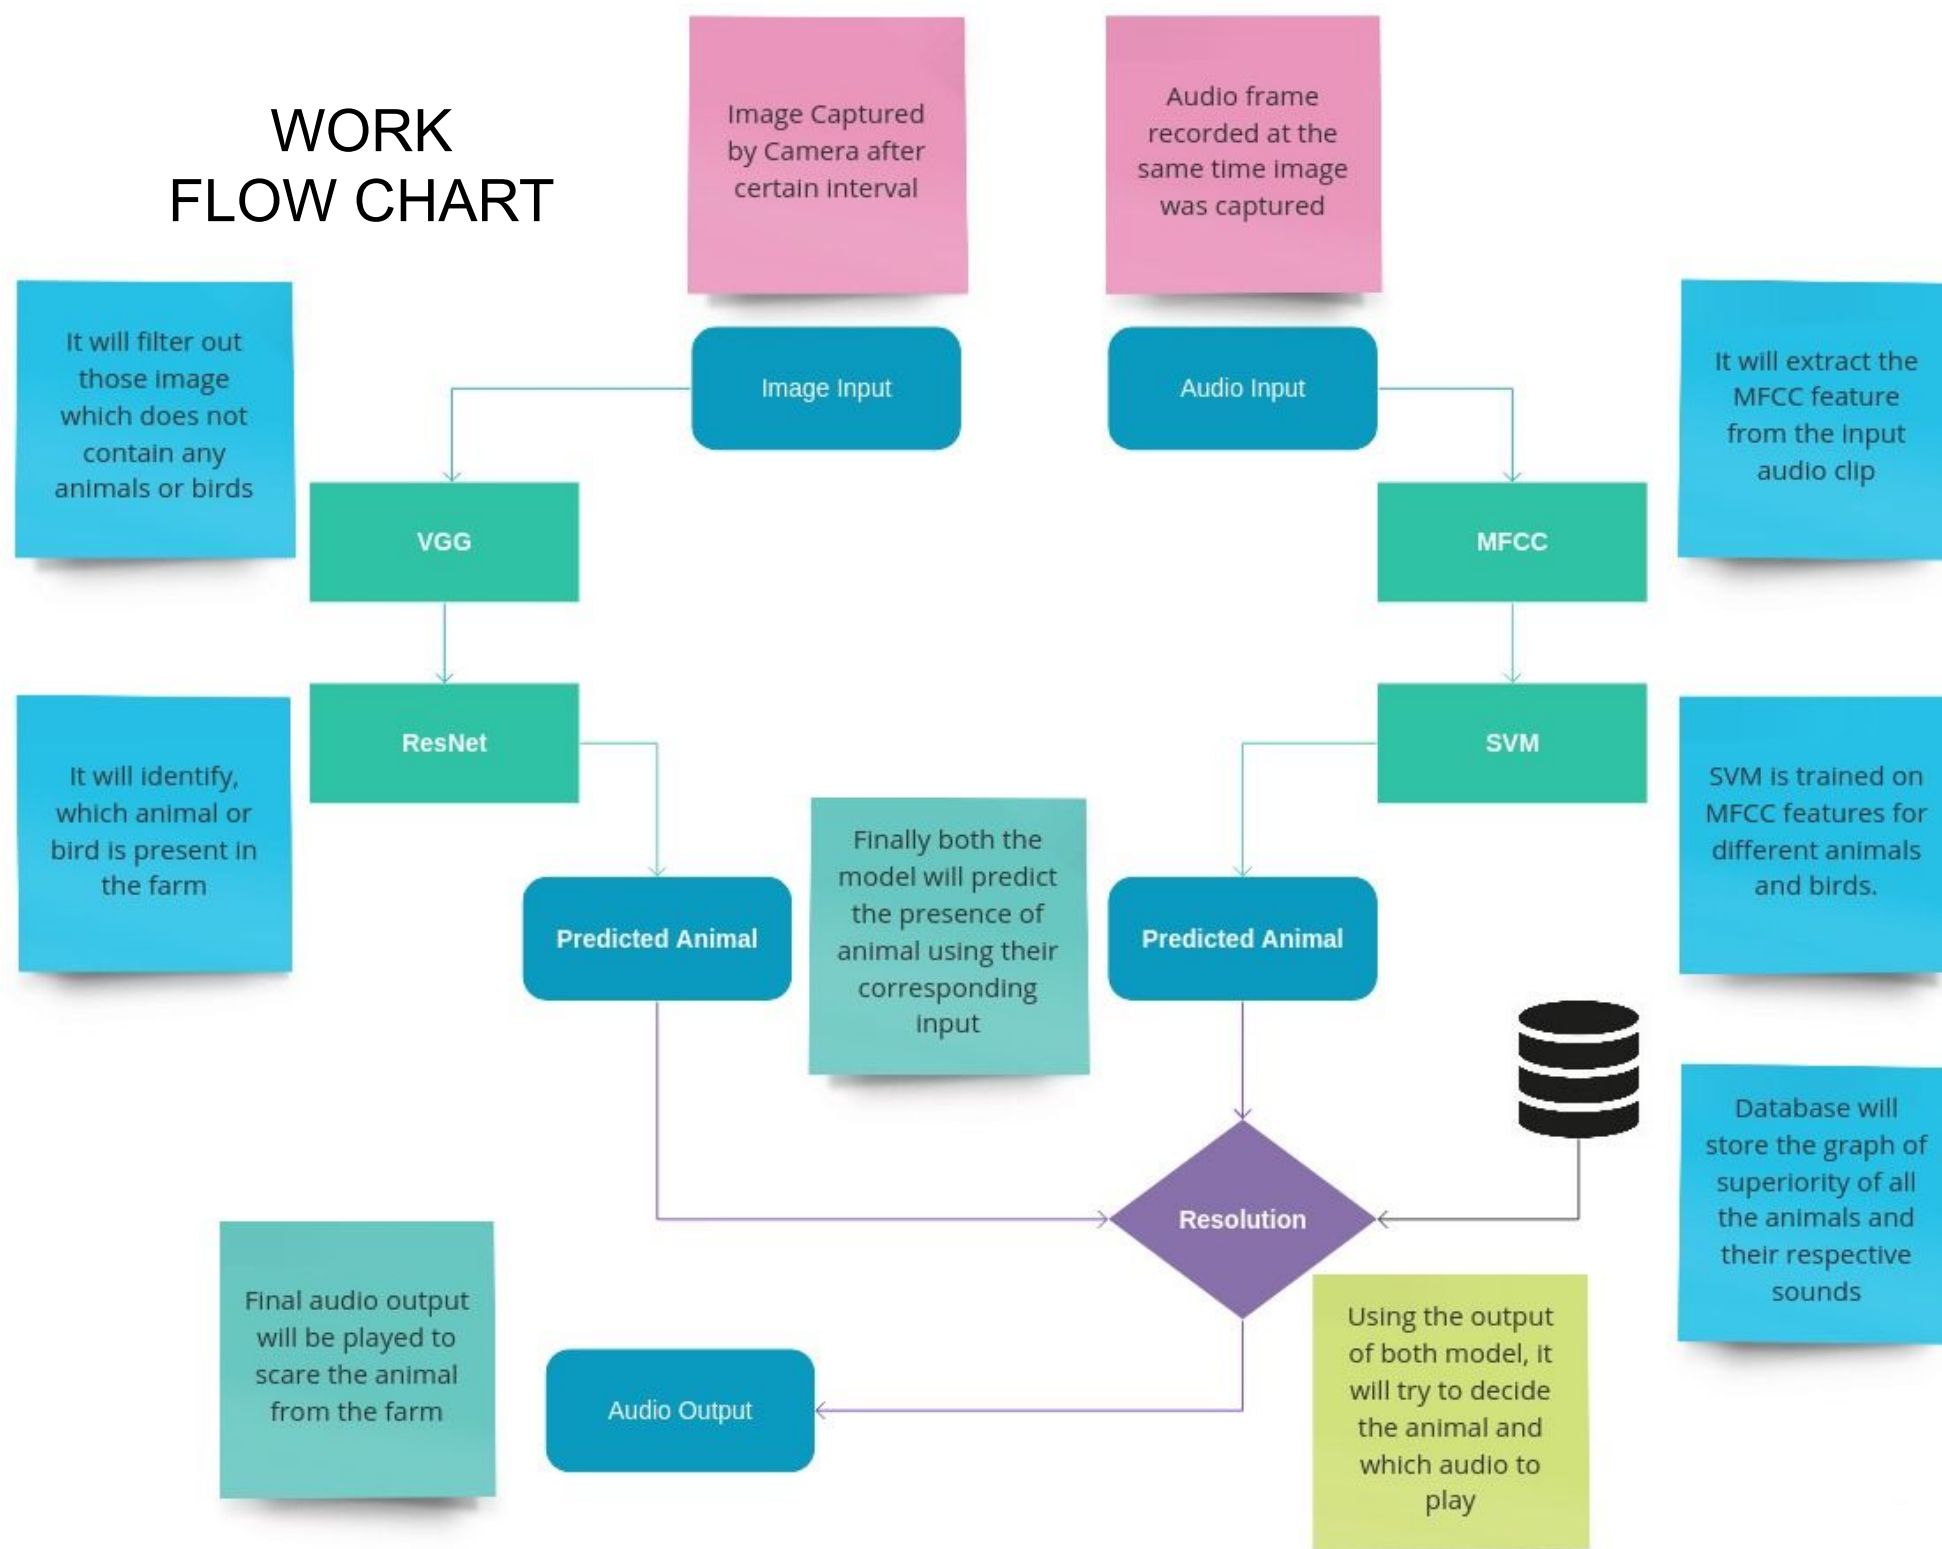 WORK
FLOW CHART
Image Captured
by Camera after
certain interval
Audio frame
recorded at the
same time image
was captured
It will filter out
those image
which does not
contain any
animals or birds
Image Input
Audio Input
It will extract the
MFCC feature
from the input
audio clip
VGG
MFCC
ResNet
SVM
It will identify,
which animal or
bird is present in
the farm
Finally both the
model will predict
the presence of
animal using their
corresponding
input
SVM is trained on
MFCC features for
different animals
and birds.
Predicted Animal
Predicted Animal
Database will
store the graph of
superiority of all
the animals and
their respective
sounds
Resolution
Final audio output
will be played to
scare the animal
from the farm
Audio Output
Using the output
of both model, it
will try to decide
the animal and
which audio to
play